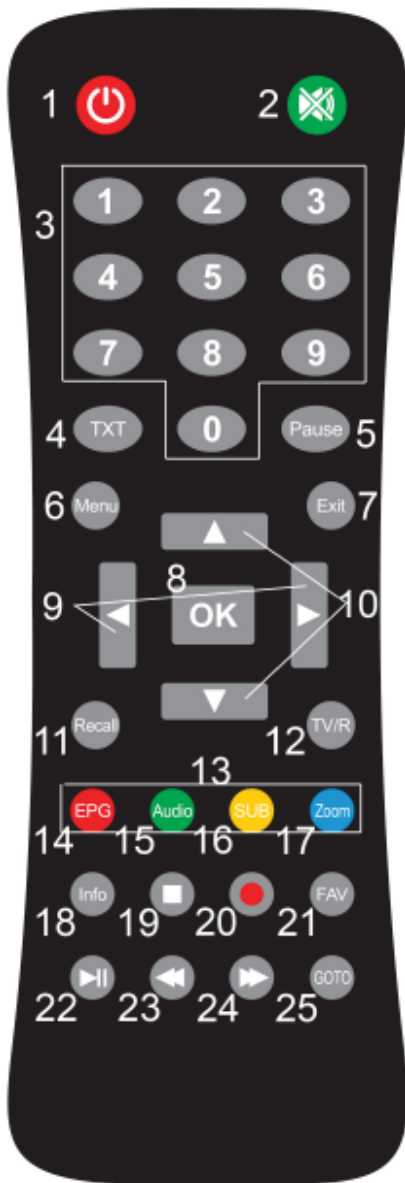 1 2
1 2 3
3
4 5 6
7 8 9
4 TXT 0 Pause 5
6 Menu Exit 7
8
9 OK 10
11 Recall 12 TV/R
13
EPG Audio SUB Zoom
14 15 16 17
Info FAV
18 19 20 21
GOTO
22 23 24 25